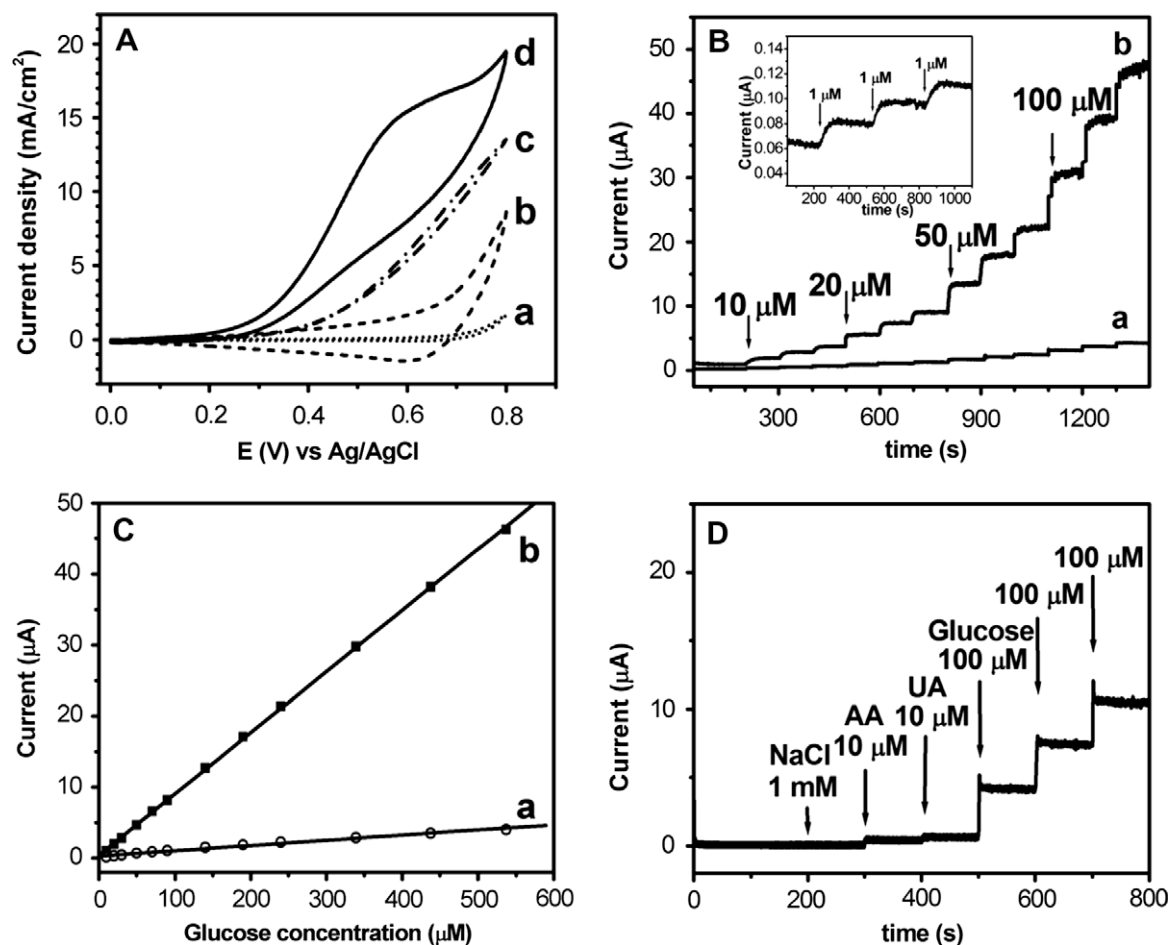 A
20
15
10
5
0
d
c
b
a
0.0 0.2 0.4 0.6 0.8
Current density (mA/cm²)
E (V) vs Ag/AgCl
B
50
40
30
20
10
0
b
a
10 μM
20 μM
50 μM
100 μM
300 600 900 1200
Current (μA)
time (s)
0.14
0.12
0.10
0.08
0.06
0.04
1 μM
1 μM
1 μM
200 400 600 800 1000
Current (μA)
time (s)
C
50
40
30
20
10
0
b
a
0 100 200 300 400 500 600
Current (μA)
Glucose concentration (μM)
D
20
10
0
NaCl
1 mM
AA
10 μM
UA
10 μM
Glucose
100 μM
100 μM
100 μM
0 200 400 600 800
Current (μA)
time (s)